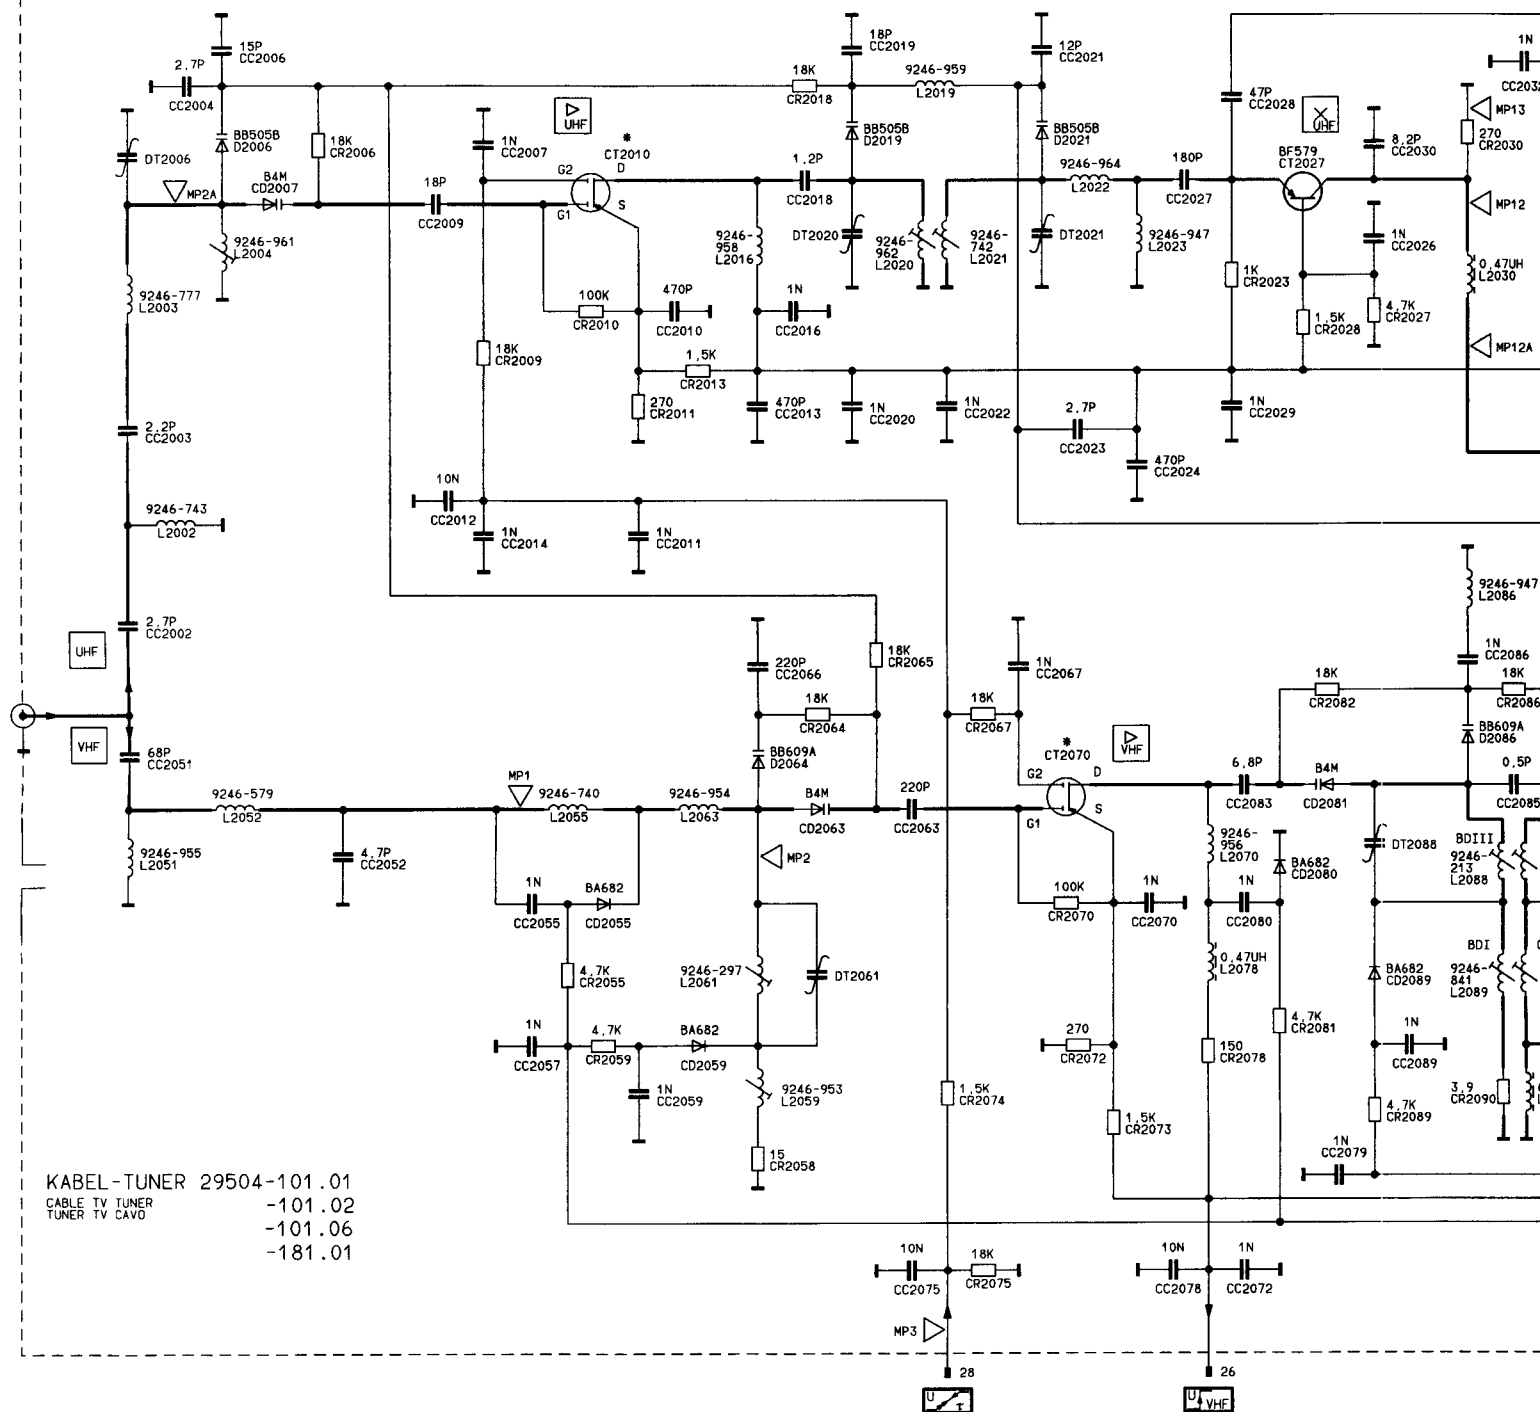 15P
CC2006
2,7P
CC2004
DT2006
BB505B
D2006
18K
CR2006
MP2A
B4M
CD2007
9246-961
L2004
9246-777
L2003
2,2P
CC2003
9246-743
L2002
2,7P
CC2002
UHF
VHF
68P
CC2051
18P
CC2009
1N
CC2007
UHF
*
CT2010
G2
D
G1
S
100K
CR2010
470P
CC2010
18K
CR2009
1,5K
CR2013
270
CR2011
10N
CC2012
1N
CC2014
1N
CC2011
18K
CR2018
18P
CC2019
9246-959
L2019
12P
CC2021
BB505B
D2019
BB505B
D2021
1,2P
CC2018
9246-
958
L2016
DT2020
9246-
962
L2020
9246-
742
L2021
DT2021
9246-964
L2022
180P
CC2027
9246-947
L2023
1N
CC2016
470P
CC2013
1N
CC2020
1N
CC2022
2,7P
CC2023
470P
CC2024
47P
CC2028
1K
CR2023
1N
CC2029
UHF
BF579
CT2027
8,2P
CC2030
1N
CC2026
1,5K
CR2028
4,7K
CR2027
1N
MP13
270
CR2030
MP12
0,47UH
L2030
MP12A
9246-579
L2052
9246-955
L2051
4,7P
CC2052
MP1
9246-740
L2055
9246-954
L2063
1N
CC2055
BA682
CD2055
4,7K
CR2055
1N
CC2057
4,7K
CR2059
BA682
CD2059
1N
CC2059
220P
CC2066
18K
CR2064
18K
CR2065
BB609A
D2064
B4M
CD2063
220P
CC2063
MP2
9246-297
L2061
DT2061
9246-953
L2059
15
CR2058
1N
CC2067
18K
CR2067
*
CT2070
VHF
G2
D
G1
S
100K
CR2070
1N
CC2070
270
CR2072
1,5K
CR2074
1,5K
CR2073
6,8P
CC2083
B4M
CD2081
9246-
956
L2070
BA682
CD2080
1N
CC2080
0,47UH
L2078
150
CR2078
4,7K
CR2081
18K
CR2082
9246-947
L2086
1N
CC2086
18K
CR2086
BB609A
D2086
0,5P
CC2085
DT2088
BDIII
9246-
213
L2088
BDI
9246-
841
L2089
BA682
CD2089
1N
CC2089
4,7K
CR2089
3,9
CR2090
1N
CC2079
KABEL-TUNER 29504-101.01
CABLE TV TUNER
-101.02
TUNER TV CAVO
-101.06
-181.01
10N
CC2075
18K
CR2075
10N
CC2078
1N
CC2072
MP3
28
26
U
τ
U
VHF